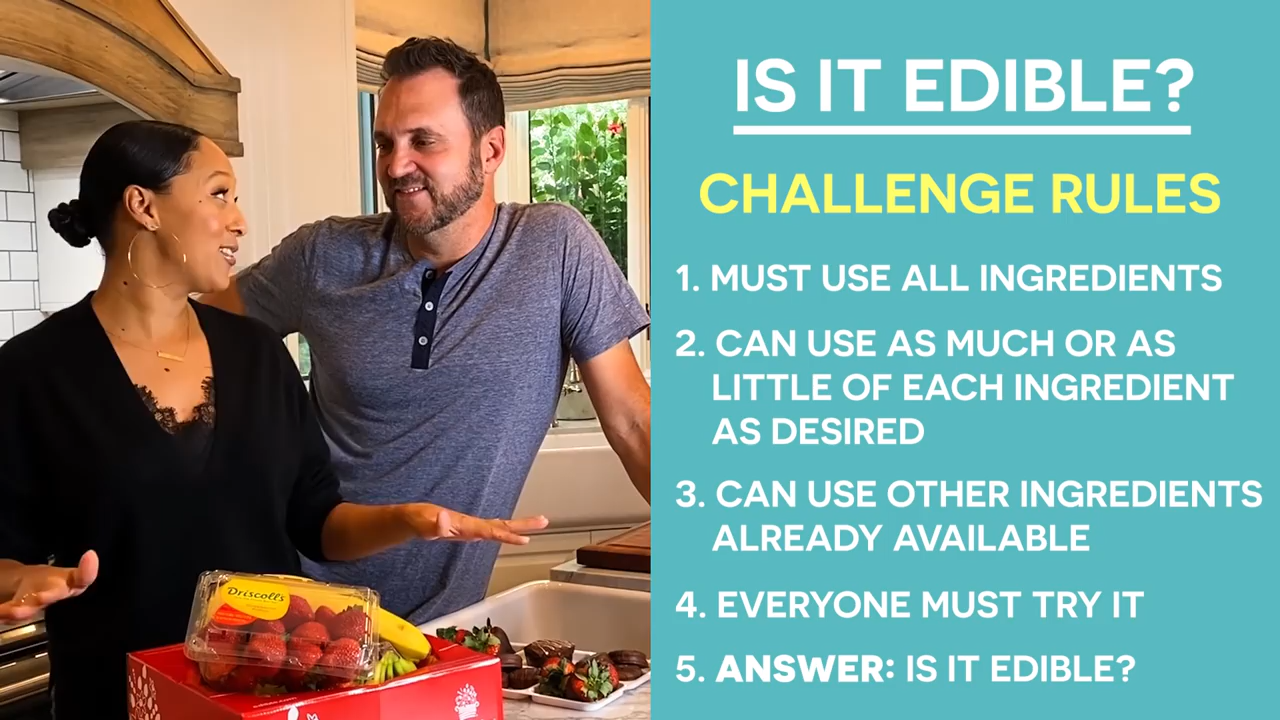 IS IT EDIBLE?
CHALLENGE RULES
1. MUST USE ALL INGREDIENTS
2. CAN USE AS MUCH OR AS
LITTLE OF EACH INGREDIENT
AS DESIRED
3. CAN USE OTHER INGREDIENTS
ALREADY AVAILABLE
4. EVERYONE MUST TRY IT
5. ANSWER: IS IT EDIBLE?
Driscoll's